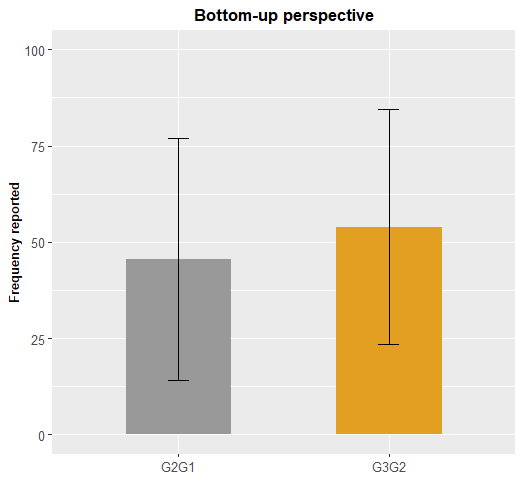 Bottom-up perspective
Frequency reported
100
75
50
25
0
G2G1
G3G2